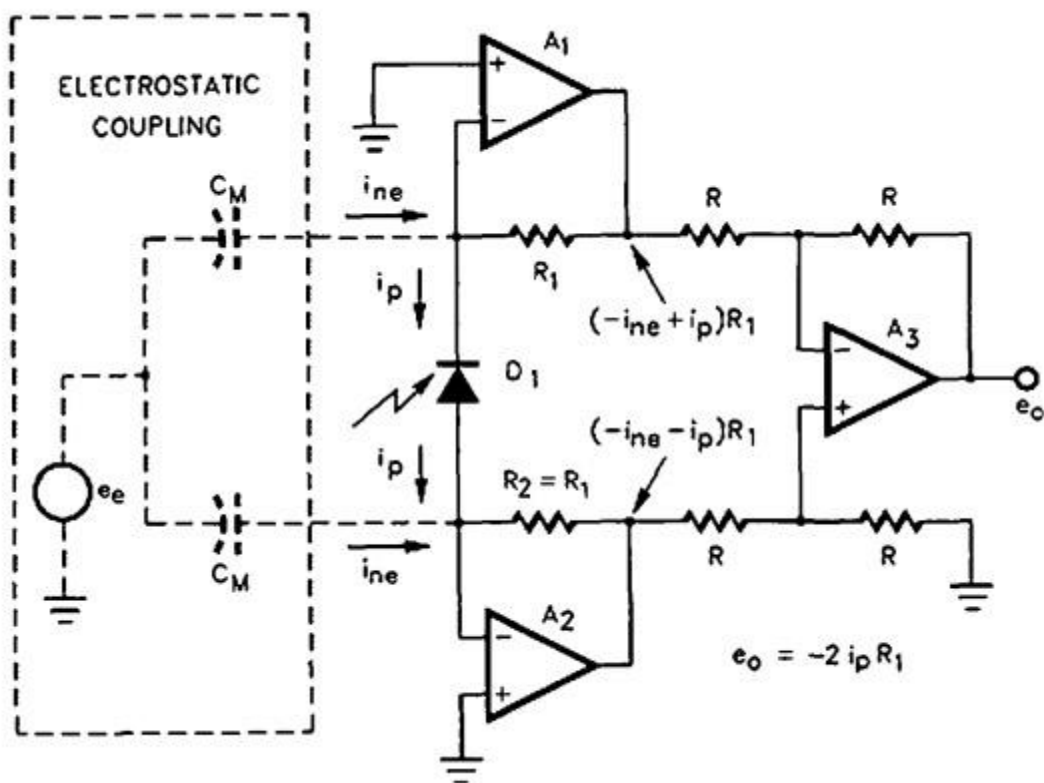 ELECTROSTATIC
COUPLING
A1
+
-
CM
ine
R
R
R1
ip
(-ine + ip)R1
A3
-
+
D1
eo
(-ine - ip)R1
ip
R2 = R1
ee
R
R
CM
ine
A2
-
+
eo = -2 ipR1